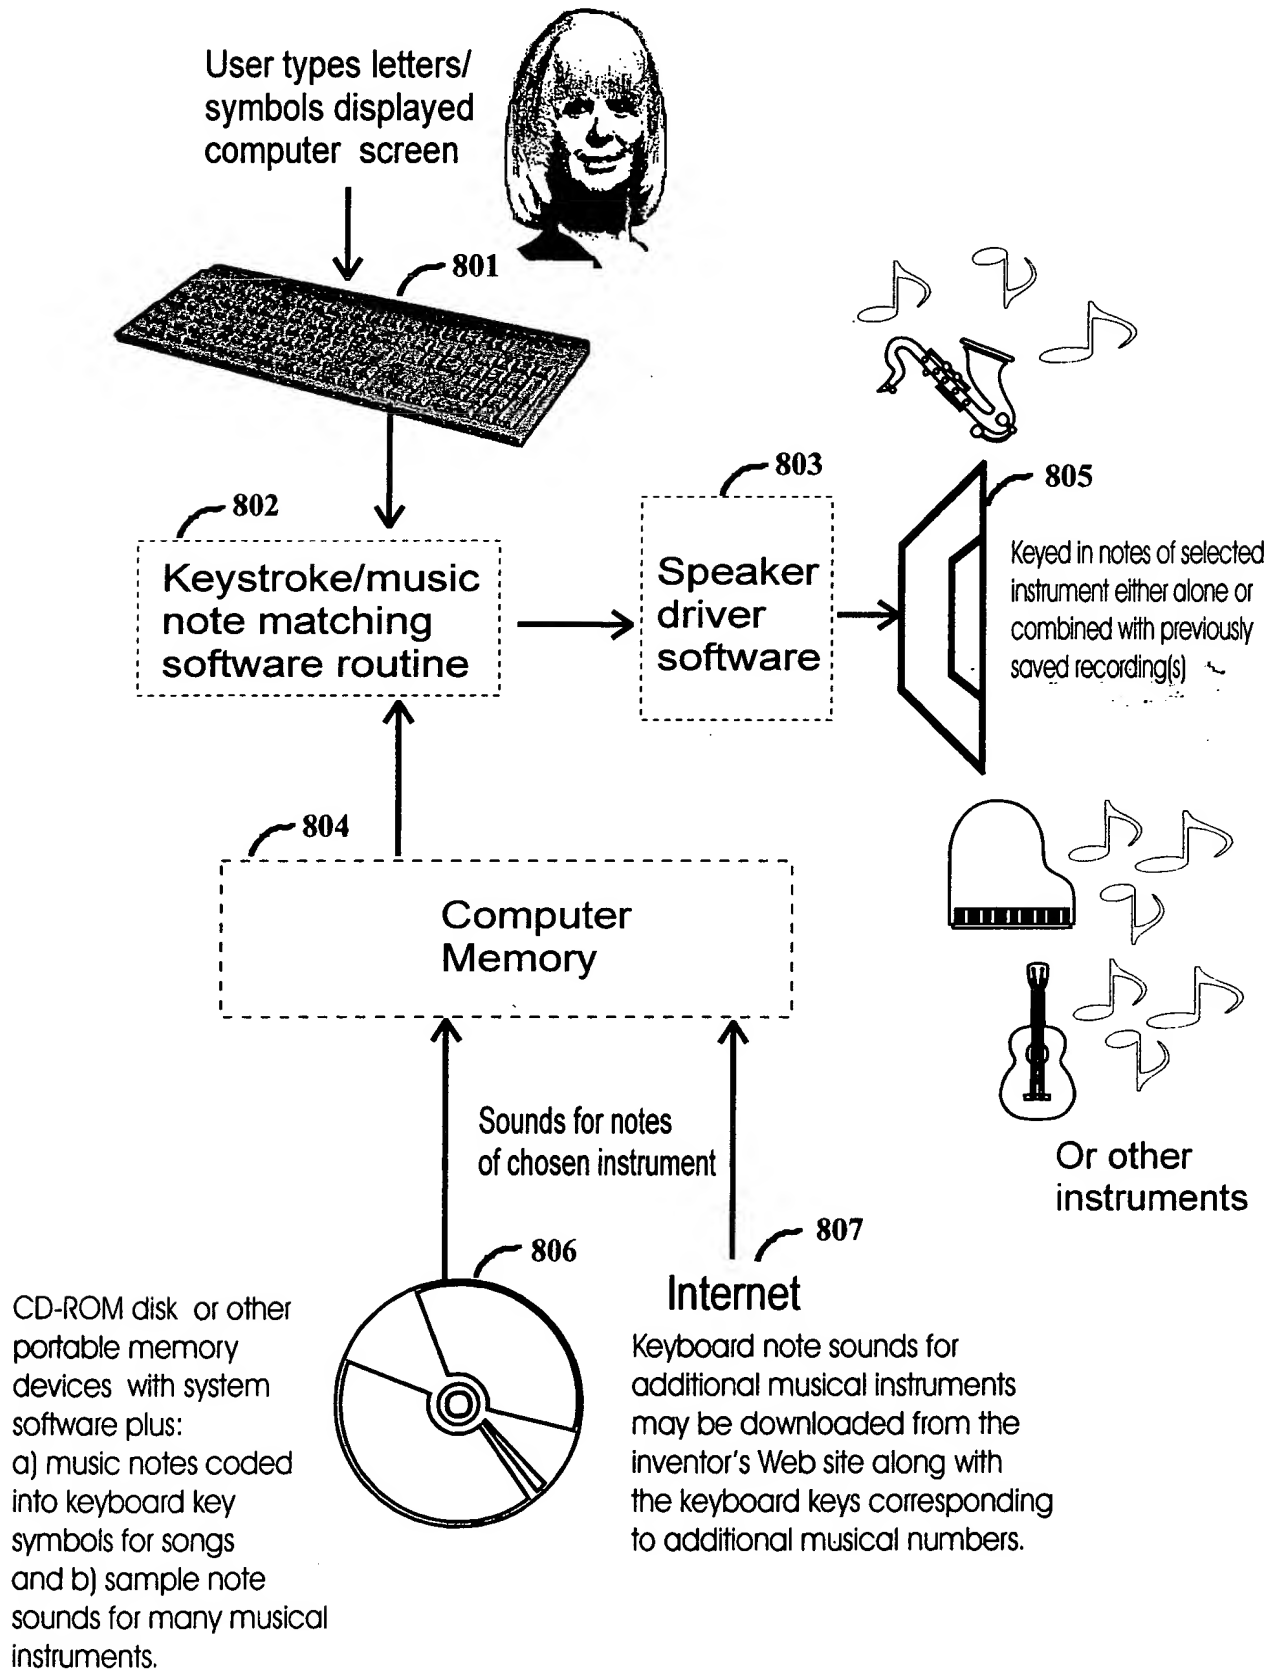 User types letters/
symbols displayed
computer screen
801
802
Keystroke/music
note matching
software routine
803
Speaker
driver
software
805
Keyed in notes of selected
instrument either alone or
combined with previously
saved recording(s)
804
Computer
Memory
Sounds for notes
of chosen instrument
Or other
instruments
806
CD-ROM disk or other
portable memory
devices with system
software plus:
a) music notes coded
into keyboard key
symbols for songs
and b) sample note
sounds for many musical
instruments.
807
Internet
Keyboard note sounds for
additional musical instruments
may be downloaded from the
inventor's Web site along with
the keyboard keys corresponding
to additional musical numbers.